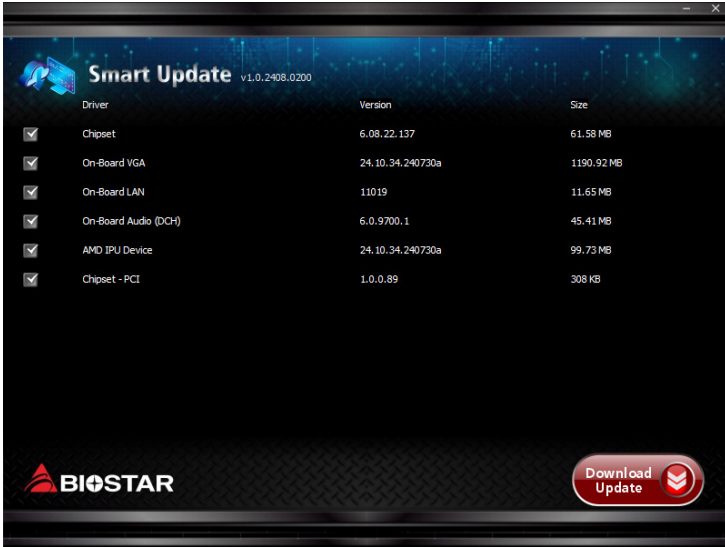 Smart Update v1.0.2408.0200
Driver Version Size
Chipset 6.08.22.137 61.58 MB
On-Board VGA 24.10.34.240730a 1190.92 MB
On-Board LAN 11019 11.65 MB
On-Board Audio (DCH) 6.0.9700.1 45.41 MB
AMD IPU Device 24.10.34.240730a 99.73 MB
Chipset - PCI 1.0.0.89 308 KB
BIOSTAR
Download
Update